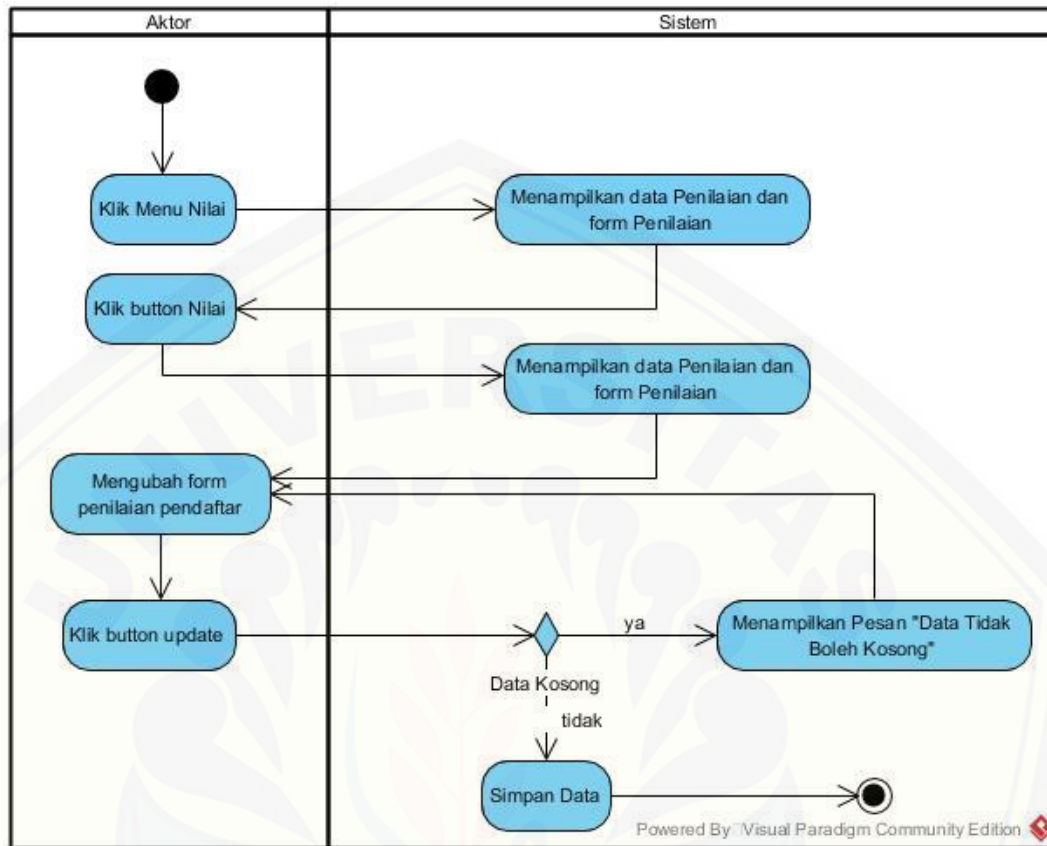 Aktor
Sistem
Klik Menu Nilai
Menampilkan data Penilaian dan
form Penilaian
Klik button Nilai
Menampilkan data Penilaian dan
form Penilaian
Mengubah form
penilaian pendaftar
Klik button update
ya
Menampilkan Pesan "Data Tidak
Boleh Kosong"
Data Kosong
tidak
Simpan Data
Powered By Visual Paradigm Community Edition
UNIVERSITAS